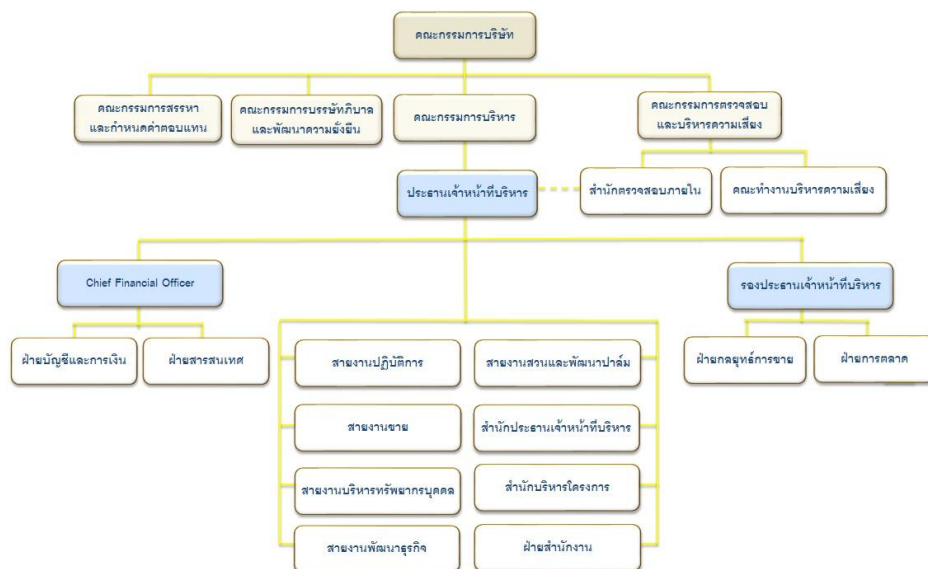 คณะกรรมการบริษัท
คณะกรรมการสรรหา
และกำหนดค่าตอบแทน
คณะกรรมการบรรษัทภิบาล
และพัฒนาความยั่งยืน
คณะกรรมการบริหาร
คณะกรรมการตรวจสอบ
และบริหารความเสี่ยง
ประธานเจ้าหน้าที่บริหาร
สำนักตรวจสอบภายใน
คณะทำงานบริหารความเสี่ยง
Chief Financial Officer
รองประธานเจ้าหน้าที่บริหาร
ฝ่ายบัญชีและการเงิน
ฝ่ายสารสนเทศ
สายงานปฏิบัติการ
สายงานสวนและพัฒนาปาล์ม
ฝ่ายกลยุทธ์การขาย
ฝ่ายการตลาด
สายงานขาย
สำนักประธานเจ้าหน้าที่บริหาร
สายงานบริหารทรัพยากรบุคคล
สำนักบริหารโครงการ
สายงานพัฒนาธุรกิจ
ฝ่ายสำนักงาน